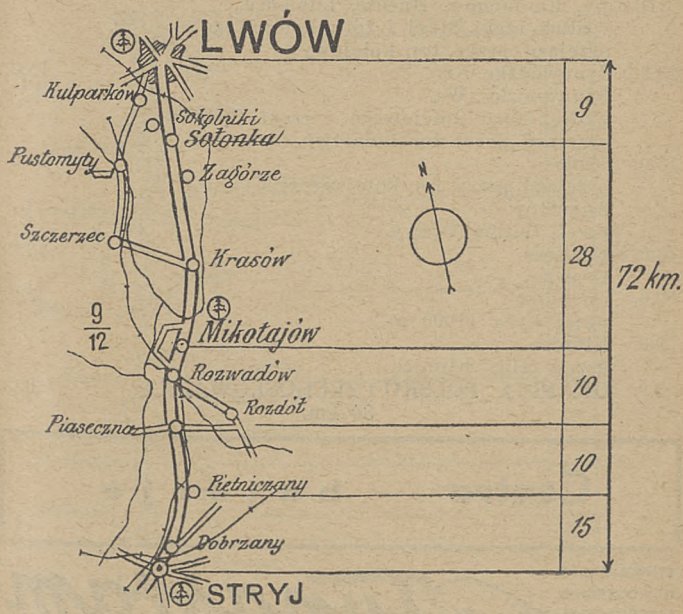 LWÓW
Kulparków
Sokolniki
9
Sołonka
Pustomyty
Zagórze
N
Szczerzec
Krasów
28
72 km.
9
12
Mikołajów
Rozwadów
10
Rozdół
Piaseczna
10
Piętniczany
15
Dobrzany
STRYJ